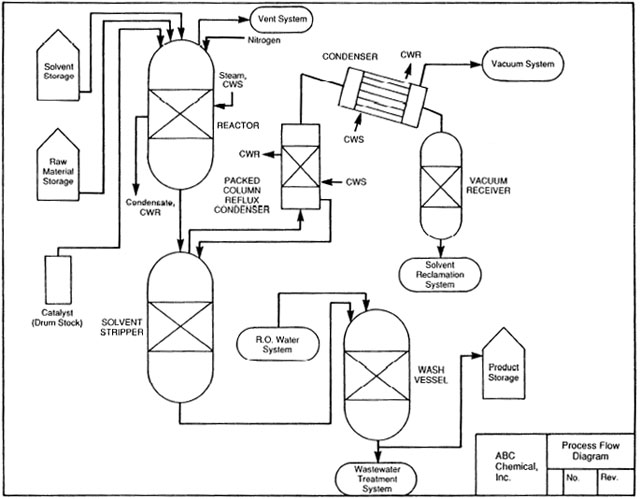 Vent System
Nitrogen
Solvent
Storage
Steam,
CWS
REACTOR
Raw
Material
Storage
Condensate,
CWR
Catalyst
(Drum Stock)
CONDENSER
CWR
CWS
Vacuum System
CWR
CWS
PACKED
COLUMN
REFLUX
CONDENSER
VACUUM
RECEIVER
Solvent
Reclamation
System
SOLVENT
STRIPPER
R.O. Water
System
WASH
VESSEL
Product
Storage
Wastewater
Treatment
System
ABC
Chemical,
Inc.
Process Flow
Diagram
No.
Rev.